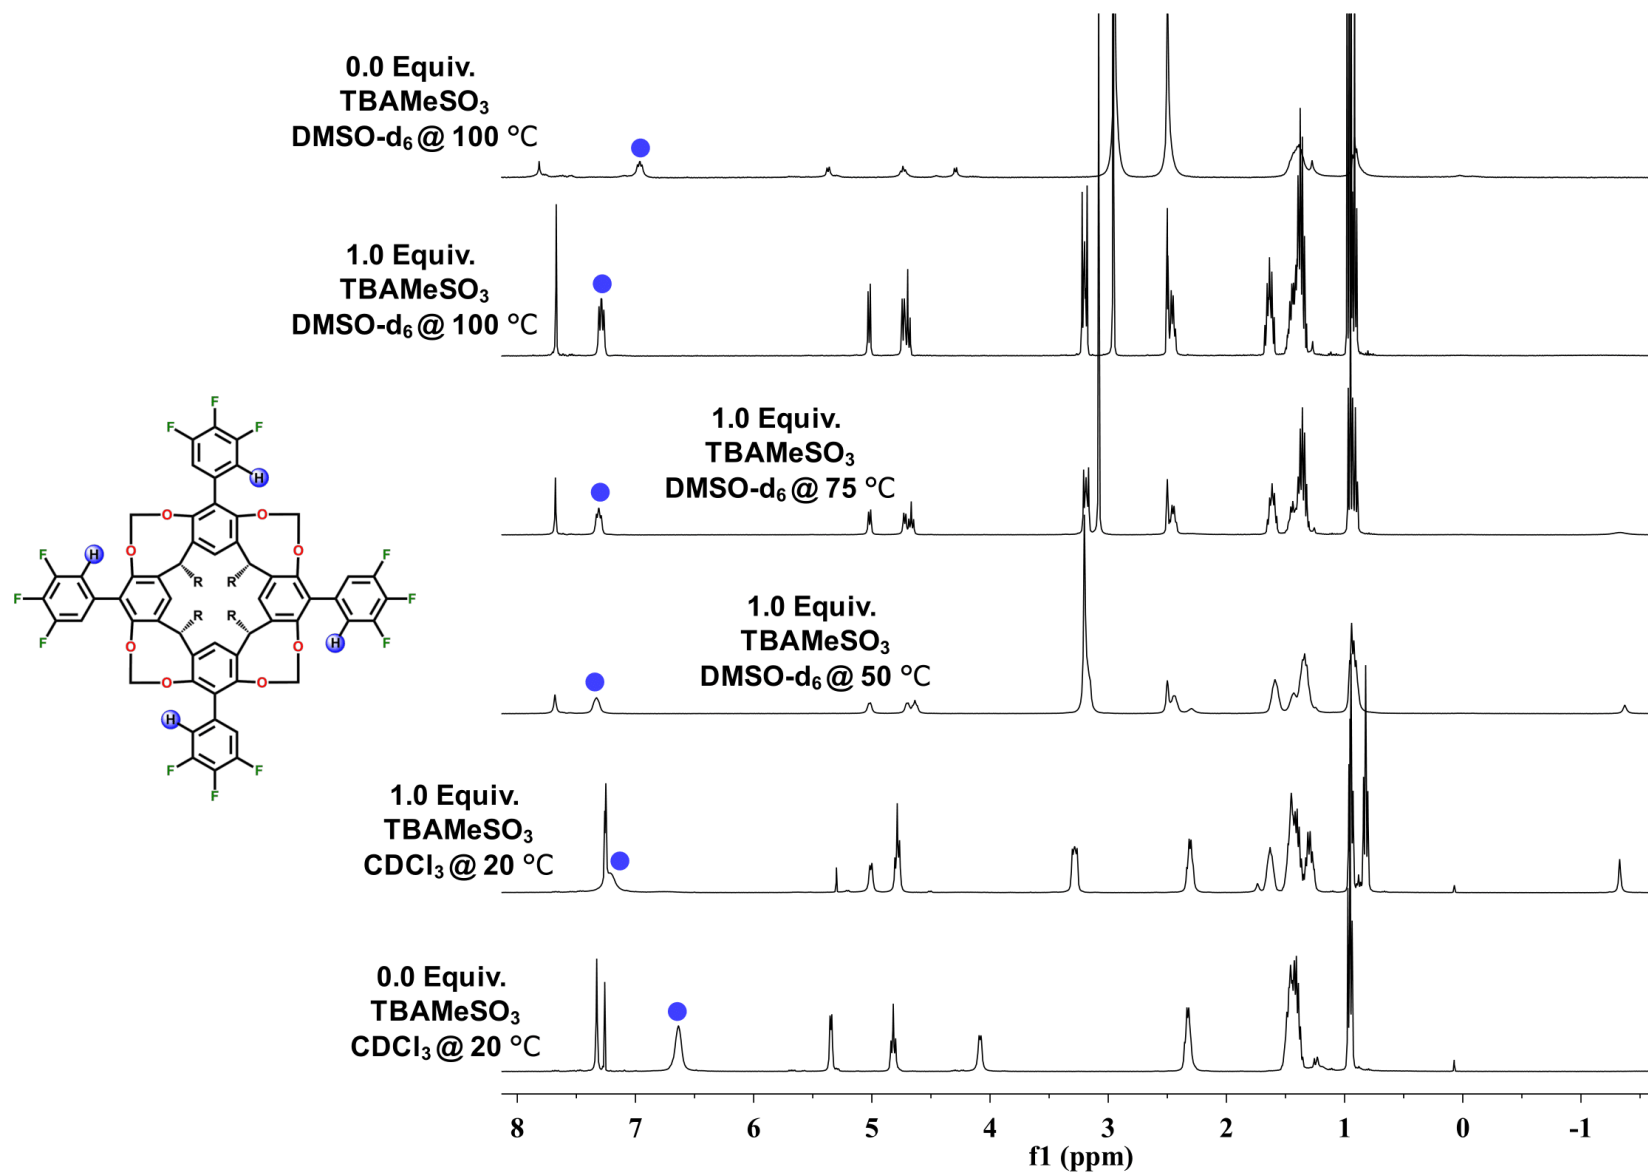 0.0 Equiv.
TBAMeSO₃
DMSO-d₆ @ 100 °C
1.0 Equiv.
TBAMeSO₃
DMSO-d₆ @ 100 °C
1.0 Equiv.
TBAMeSO₃
DMSO-d₆ @ 75 °C
1.0 Equiv.
TBAMeSO₃
DMSO-d₆ @ 50 °C
1.0 Equiv.
TBAMeSO₃
CDCl₃ @ 20 °C
0.0 Equiv.
TBAMeSO₃
CDCl₃ @ 20 °C
F
F F
H
O O
F H O O F
R R
F F
R R
F O O H F
O O
H
F F
F
8 7 6 5 4 3 2 1 0 -1
f1 (ppm)